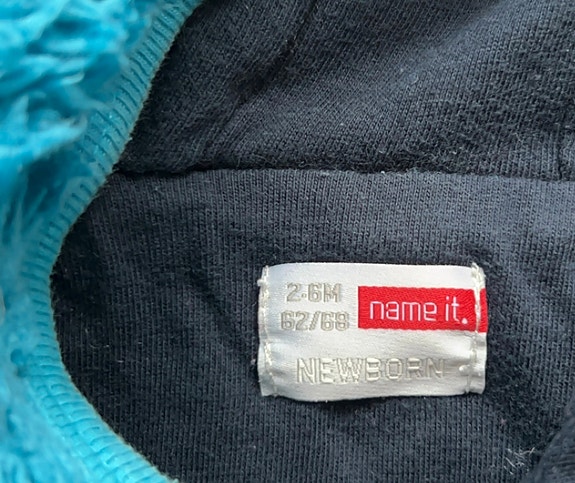 2-6M
62/68
name it.
NEWBORN